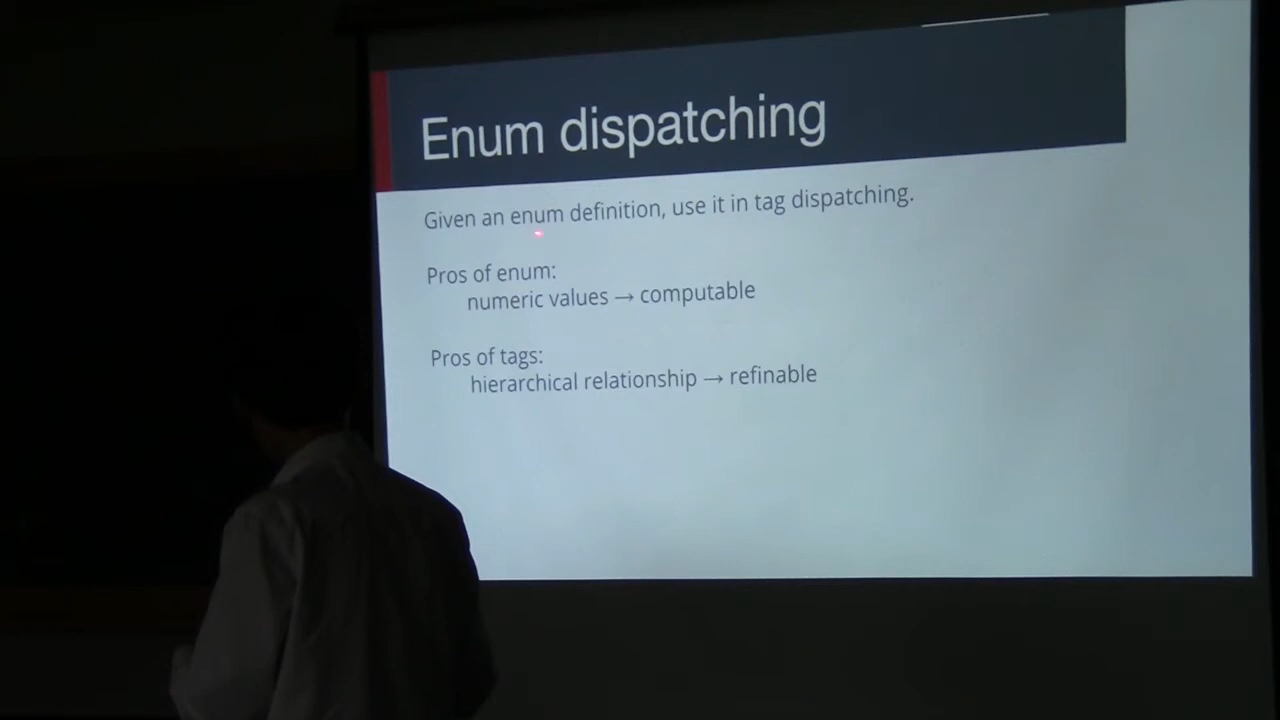 Enum dispatching
Given an enum definition, use it in tag dispatching.
Pros of enum:
numeric values → computable
Pros of tags:
hierarchical relationship → refinable